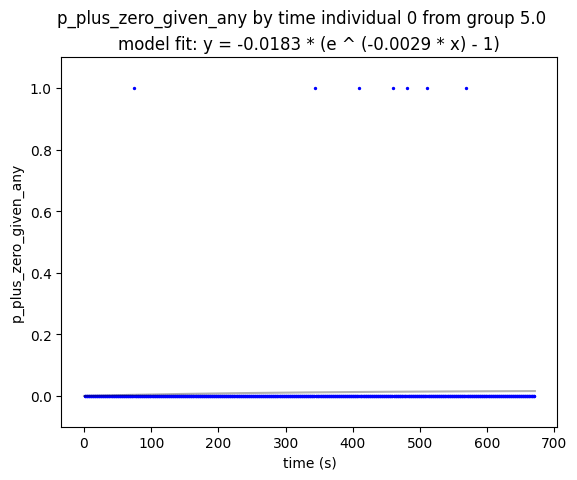 p_plus_zero_given_any by time individual 0 from group 5.0
model fit: y = -0.0183 * (e ^ (-0.0029 * x) - 1)
1.0
0.8
0.6
0.4
0.2
0.0
p_plus_zero_given_any
0 100 200 300 400 500 600 700
time (s)